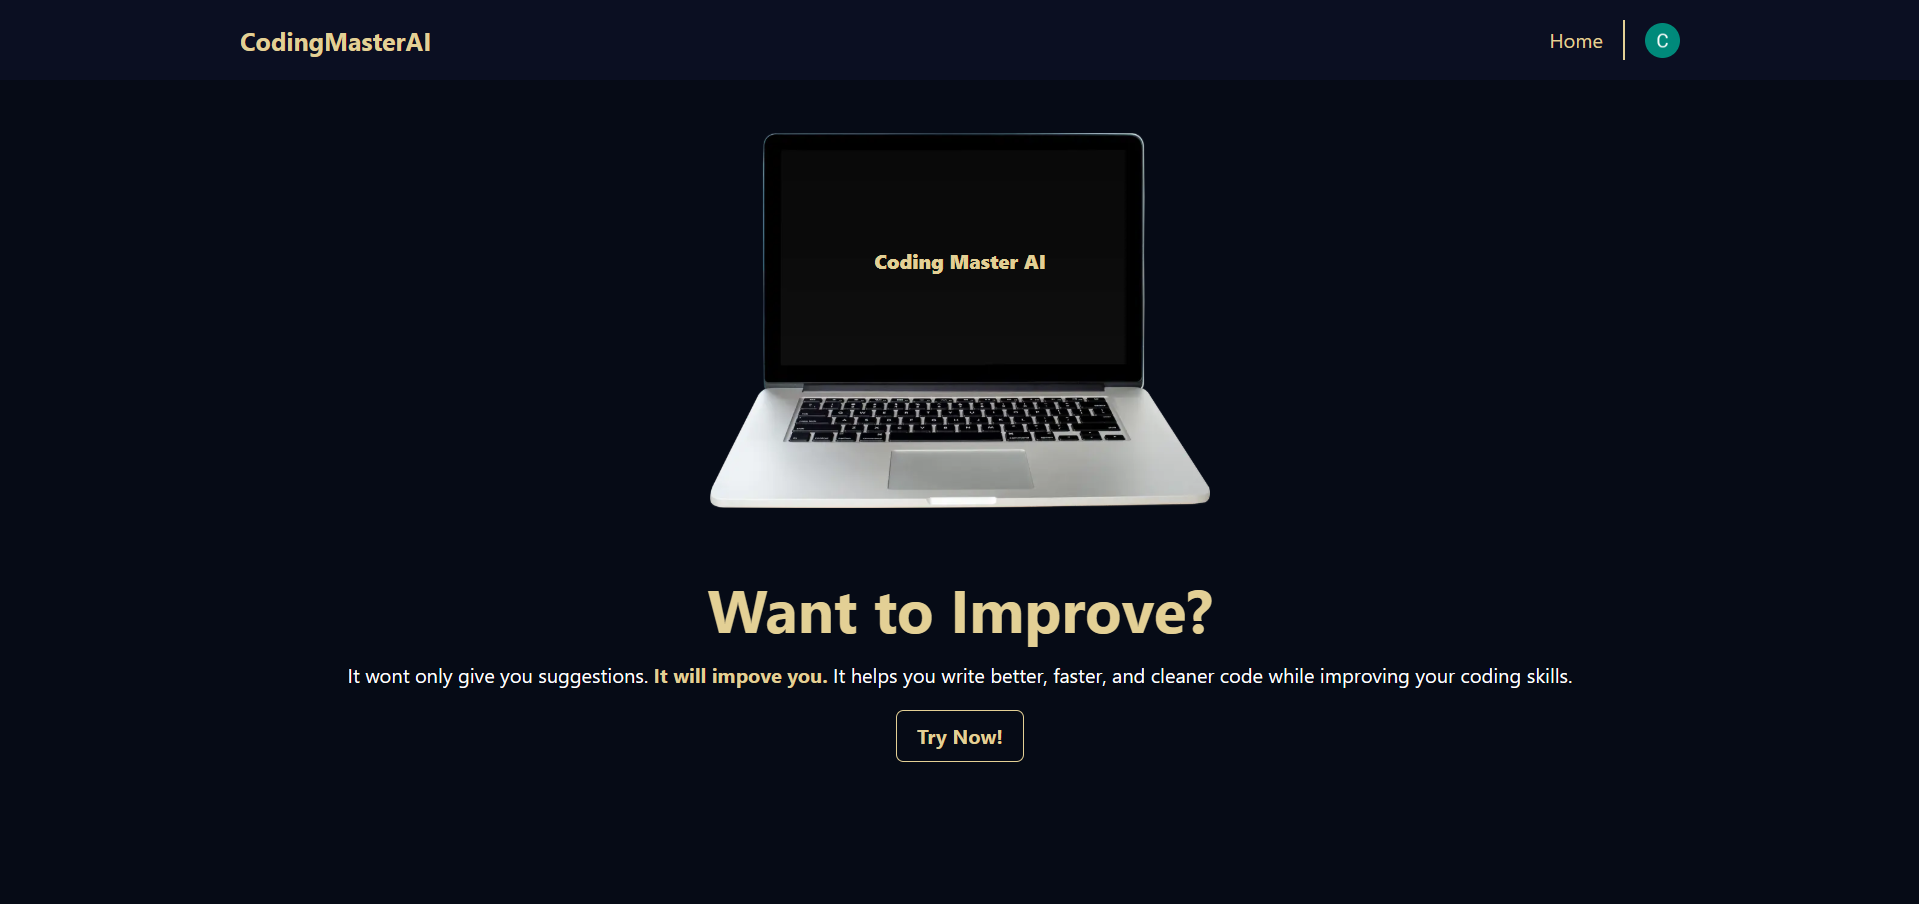 CodingMasterAI
Home
C
Coding Master AI
Want to Improve?
It wont only give you suggestions. It will impove you. It helps you write better, faster, and cleaner code while improving your coding skills.
Try Now!